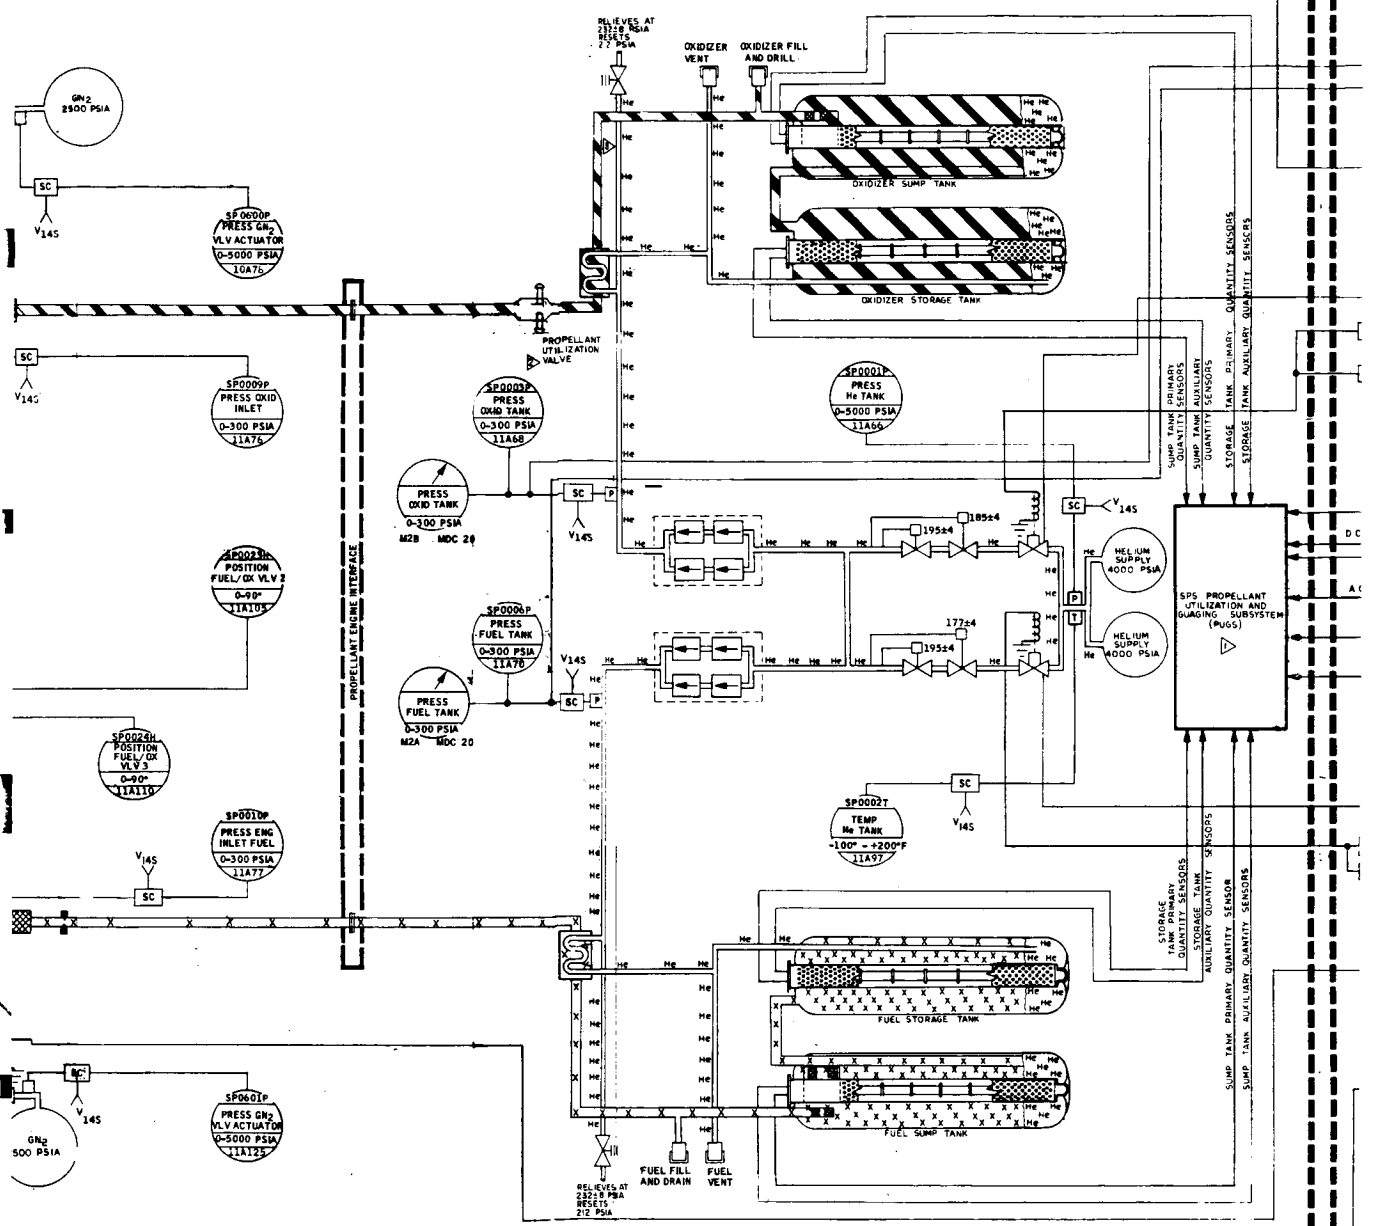 RELIEVES AT
232±8 PSIA
RESETS
212 PSIA
OXIDIZER
VENT
OXIDIZER FILL
AND DRILL
GN2
2500 PSIA
SC
V14S
SP0600P
PRESS GN2
VLV ACTUATOR
0-5000 PSIA
10A76
OXIDIZER SUMP TANK
OXIDIZER STORAGE TANK
He
PROPELLANT
UTILIZATION
VALVE
SC
V14S
SP0009P
PRESS OXID
INLET
0-300 PSIA
11A76
SP0003P
PRESS
OXID TANK
0-300 PSIA
11A68
SP0001P
PRESS
He TANK
0-5000 PSIA
11A66
SUMP TANK PRIMARY
QUANTITY SENSORS
SUMP TANK AUXILIARY
QUANTITY SENSORS
STORAGE TANK PRIMARY QUANTITY SENSORS
STORAGE TANK AUXILIARY QUANTITY SENSORS
PRESS
OXID TANK
0-300 PSIA
M2B MDC 20
SC
P
V14S
195±4
185±4
SC
V14S
HELIUM
SUPPLY
4000 PSIA
P
T
HELIUM
SUPPLY
4000 PSIA
SPS PROPELLANT
UTILIZATION AND
GUAGING SUBSYSTEM
(PUGS)
SP0023H
POSITION
FUEL/OX VLV 2
0-90°
11A105
PROPELLANT ENGINE INTERFACE
SP0006P
PRESS
FUEL TANK
0-300 PSIA
11A70
195±4
177±4
V14S
SC
P
PRESS
FUEL TANK
0-300 PSIA
M2A MDC 20
SP0024H
POSITION
FUEL/OX
VLV 3
0-90°
11A110
SP0010P
PRESS ENG
INLET FUEL
0-300 PSIA
11A77
V14S
SC
SC
V14S
SP0002T
TEMP
He TANK
-100° - +200°F
11A97
STORAGE
TANK PRIMARY
QUANTITY SENSORS
STORAGE TANK
AUXILIARY QUANTITY SENSORS
SUMP TANK PRIMARY QUANTITY SENSOR
SUMP TANK AUXILIARY QUANTITY SENSORS
FUEL STORAGE TANK
FUEL SUMP TANK
SC
V14S
SP0601P
PRESS GN2
VLV ACTUATOR
0-5000 PSIA
11A125
GN2
500 PSIA
FUEL FILL
AND DRAIN
FUEL
VENT
RELIEVES AT
232±8 PSIA
RESETS
212 PSIA